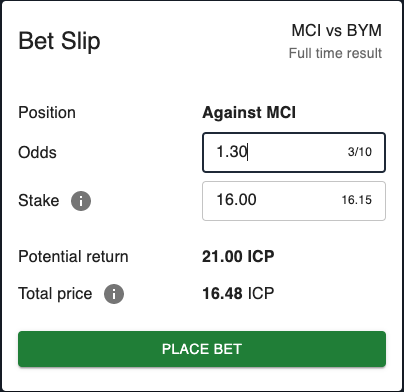 Bet Slip
MCI vs BYM
Full time result
Position Against MCI
Odds 1.30 3/10
Stake i 16.00 16.15
Potential return 21.00 ICP
Total price i 16.48 ICP
PLACE BET